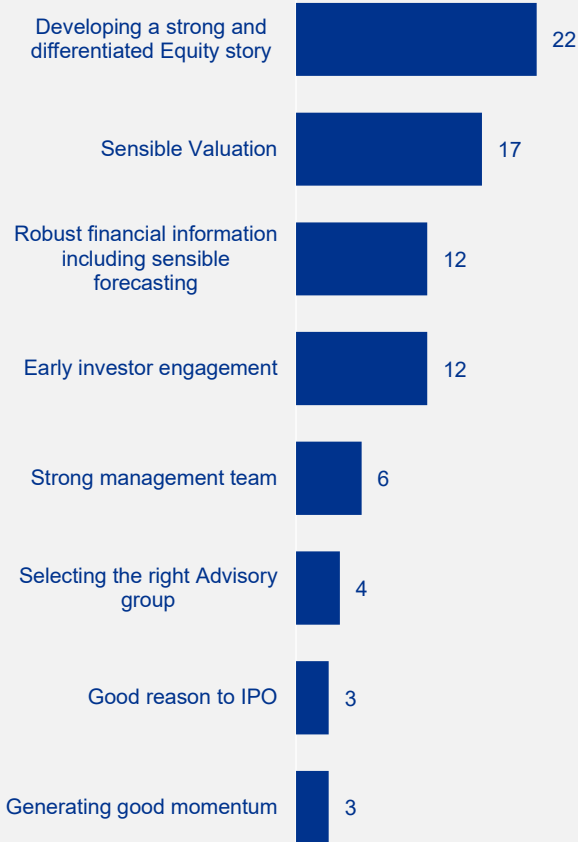 Developing a strong and
differentiated Equity story
22
Sensible Valuation
17
Robust financial information
including sensible
forecasting
12
Early investor engagement
12
Strong management team
6
Selecting the right Advisory
group
4
Good reason to IPO
3
Generating good momentum
3